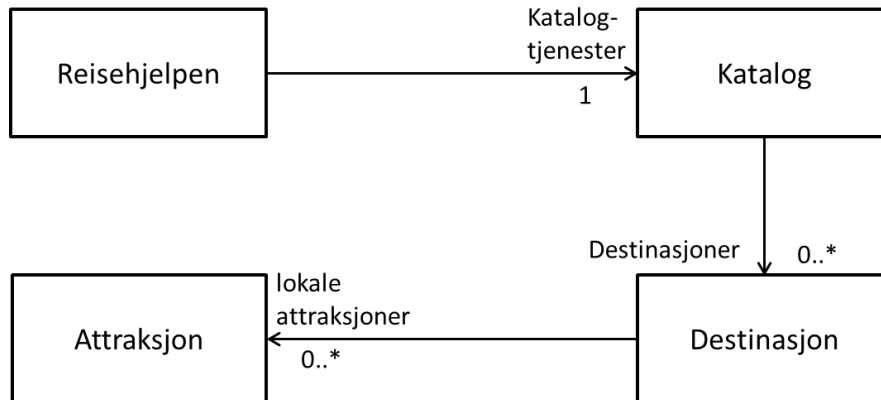 Reisehjelpen
Katalog-
tjenester
1
Katalog
Destinasjoner
0..*
Attraksjon
lokale
attraksjoner
0..*
Destinasjon